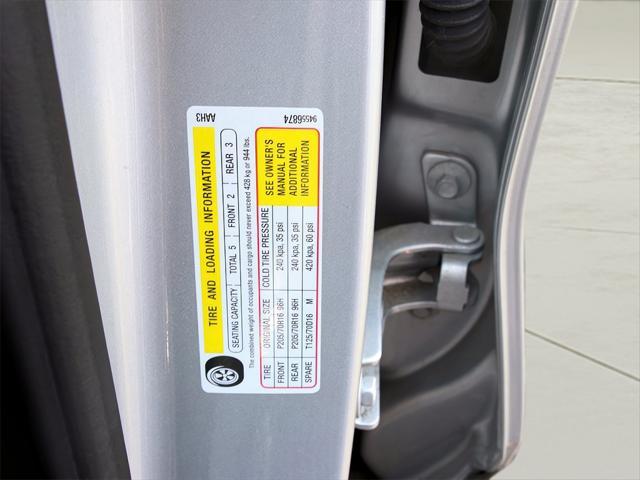 AAH3 94556874
TIRE AND LOADING INFORMATION
SEATING CAPACITY TOTAL 5 FRONT 2 REAR 3
The combined weight of occupants and cargo should never exceed 428 kg or 944 lbs.
TIRE ORIGINAL SIZE COLD TIRE PRESSURE
FRONT P205/70R16 96H 240 kpa, 35 psi
REAR P205/70R16 96H 240 kpa, 35 psi
SPARE T125/70D16 M 420 kpa, 60 psi
SEE OWNER'S
MANUAL FOR
ADDITIONAL
INFORMATION